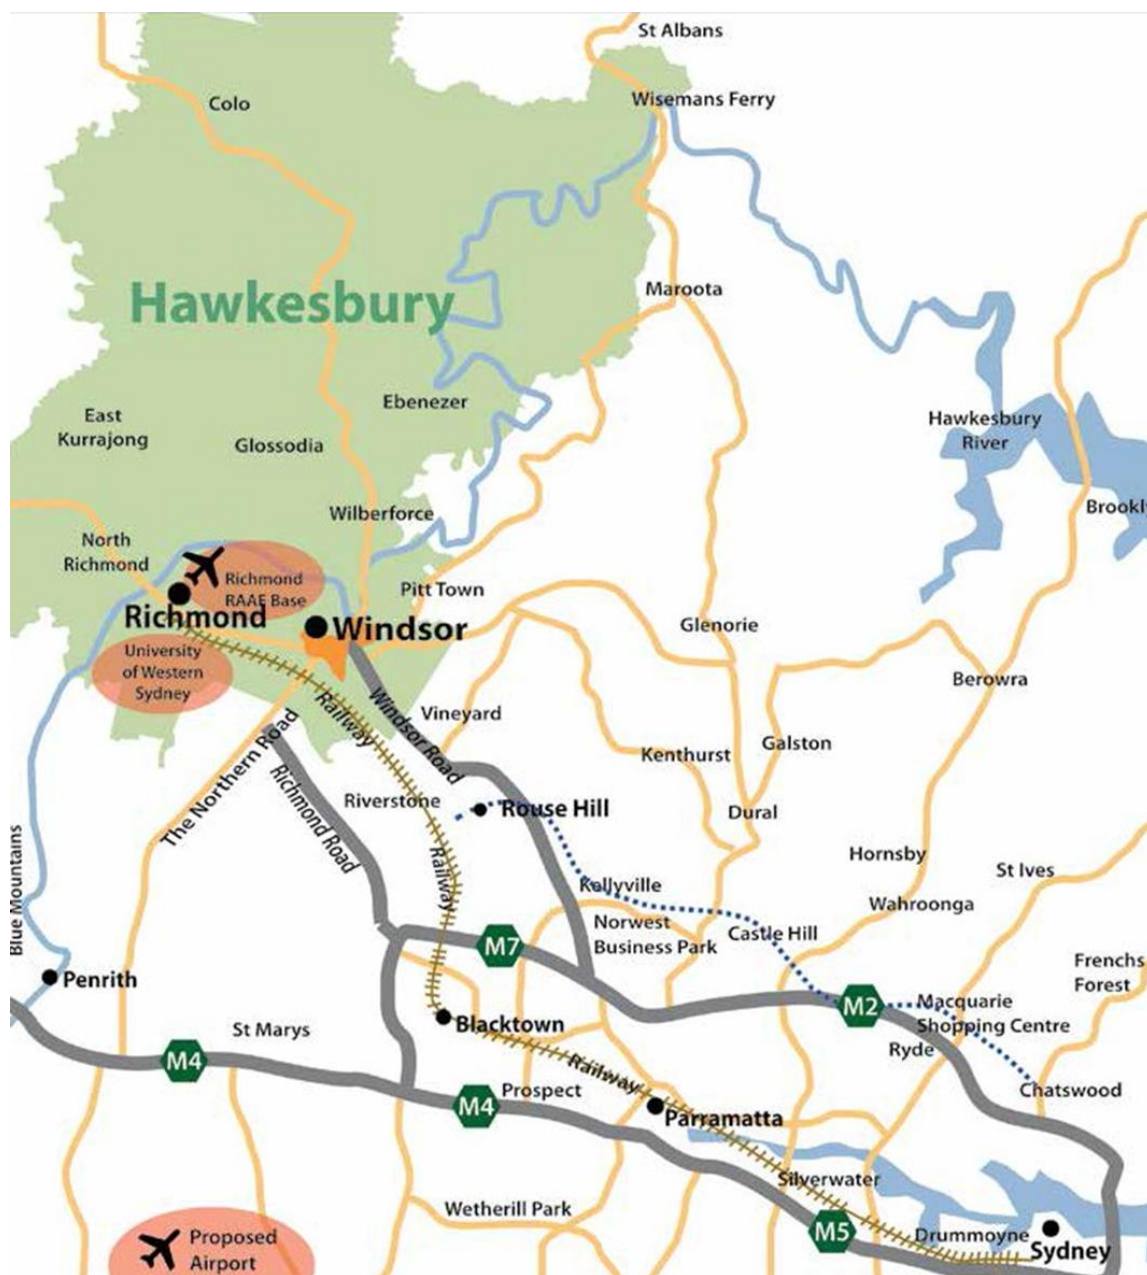 St Albans
Colo
Wisemans Ferry
Hawkesbury
Maroota
East
Kurrajong
Ebenezer
Glossodia
Hawkesbury
River
Wilberforce
Brookly
North
Richmond
Richmond
RAAE Base
Pitt Town
Richmond
Windsor
Glenorie
University
of Western
Sydney
Berowra
Railway
Windsor Road
Vineyard
Kenthurst
Galston
The Northern Road
Richmond Road
Riverstone
Rouse Hill
Dural
Railway
Hornsby
St Ives
Blue Mountains
Kellyville
Wahroonga
Norwest
Business Park
Castle Hill
M7
Penrith
Frenchs
Forest
M2
Macquarie
Shopping Centre
Blacktown
St Marys
Ryde
M4
Railway
Prospect
Chatswood
M4
Parramatta
Silverwater
Wetherill Park
M5
Drummoyne
Sydney
Proposed
Airport